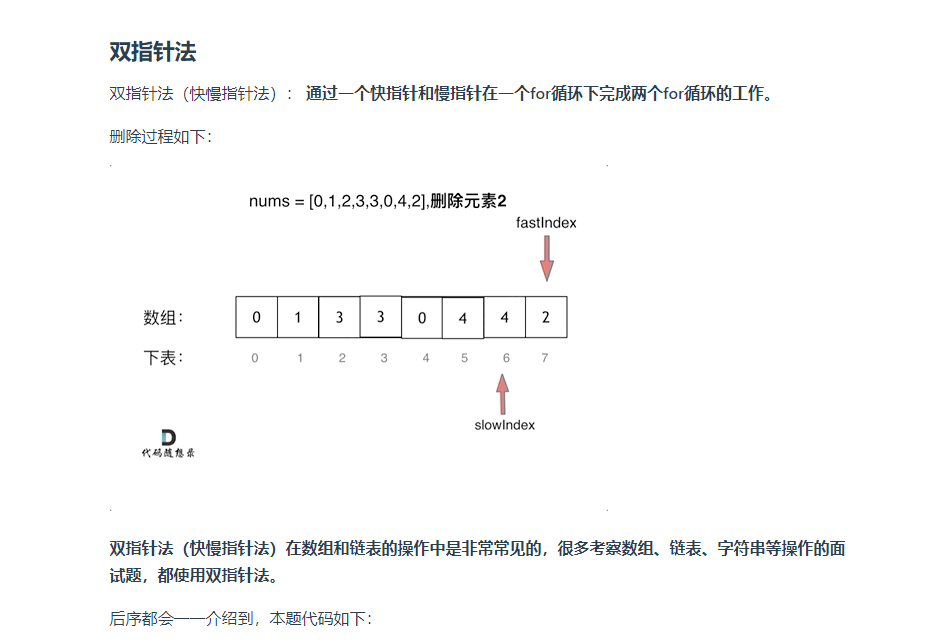 双指针法
双指针法（快慢指针法）： 通过一个快指针和慢指针在一个for循环下完成两个for循环的工作。
删除过程如下：
nums = [0,1,2,3,3,0,4,2],删除元素2
fastIndex
数组： 0 1 3 3 0 4 4 2
下表： 0 1 2 3 4 5 6 7
slowIndex
代码随想录
双指针法（快慢指针法）在数组和链表的操作中是非常常见的，很多考察数组、链表、字符串等操作的面
试题，都使用双指针法。
后序都会一一介绍到，本题代码如下：